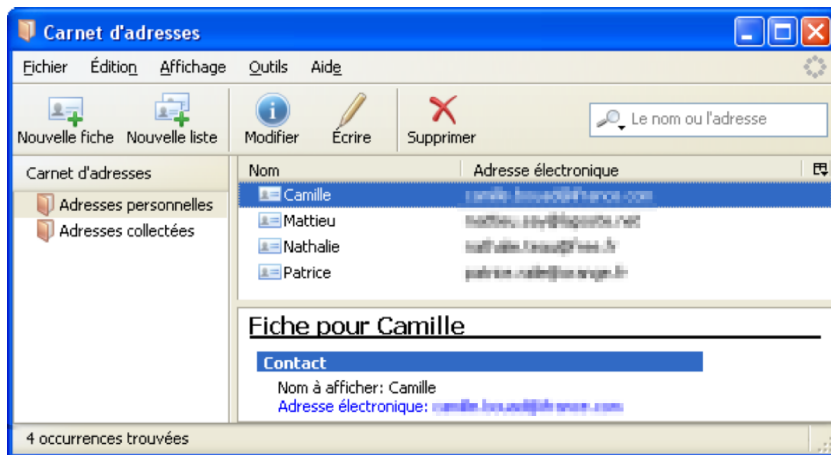 Carnet d'adresses
Fichier Édition Affichage Outils Aide
Nouvelle fiche Nouvelle liste Modifier Écrire Supprimer Le nom ou l'adresse
Carnet d'adresses
Adresses personnelles
Adresses collectées
Nom Adresse électronique
Camille
Mattieu
Nathalie
Patrice
Fiche pour Camille
Contact
Nom à afficher: Camille
Adresse électronique:
4 occurrences trouvées